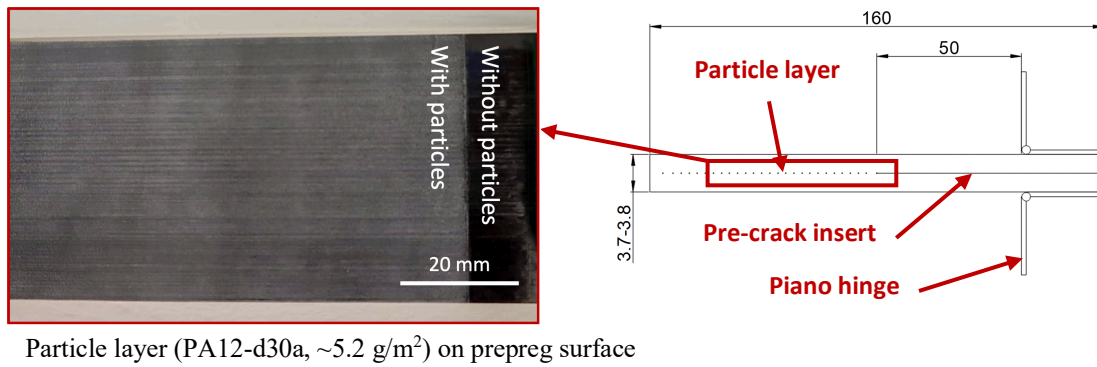 With particles
Without particles
20 mm
160
50
Particle layer
3.7-3.8
Pre-crack insert
Piano hinge
Particle layer (PA12-d30a, ~5.2 g/m²) on prepreg surface